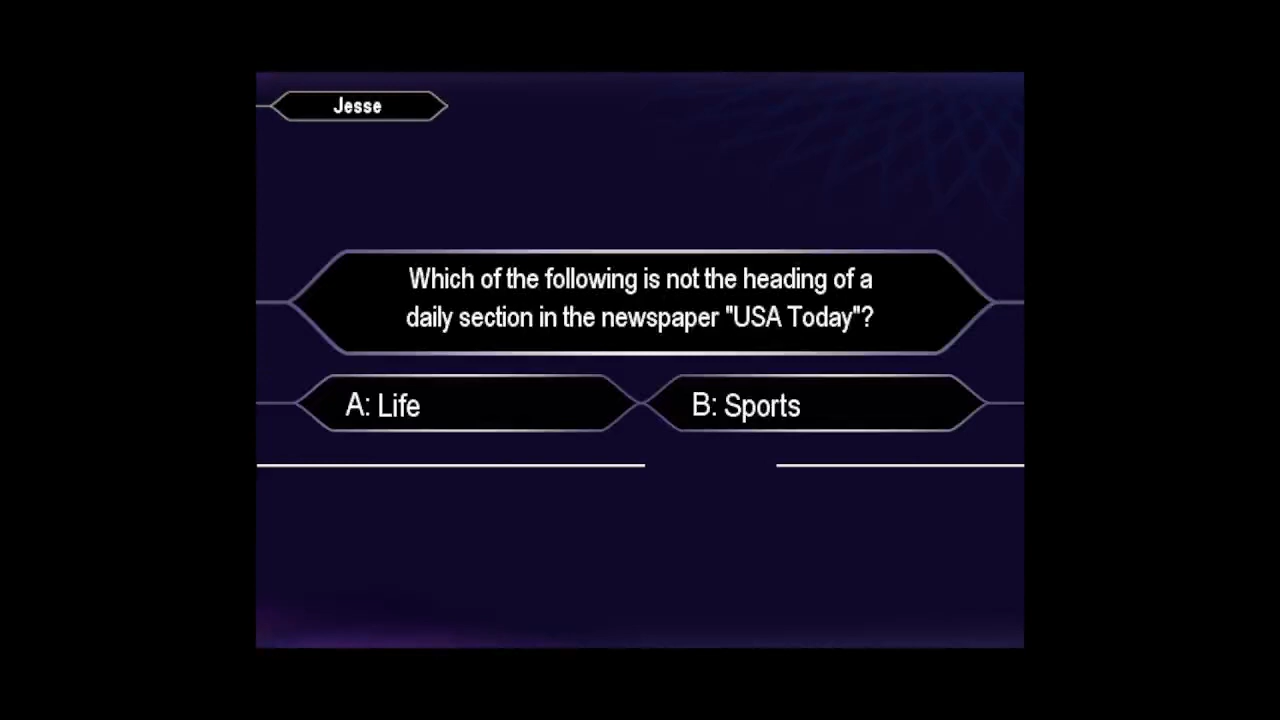 Jesse
Which of the following is not the heading of a
daily section in the newspaper "USA Today"?
A: Life
B: Sports